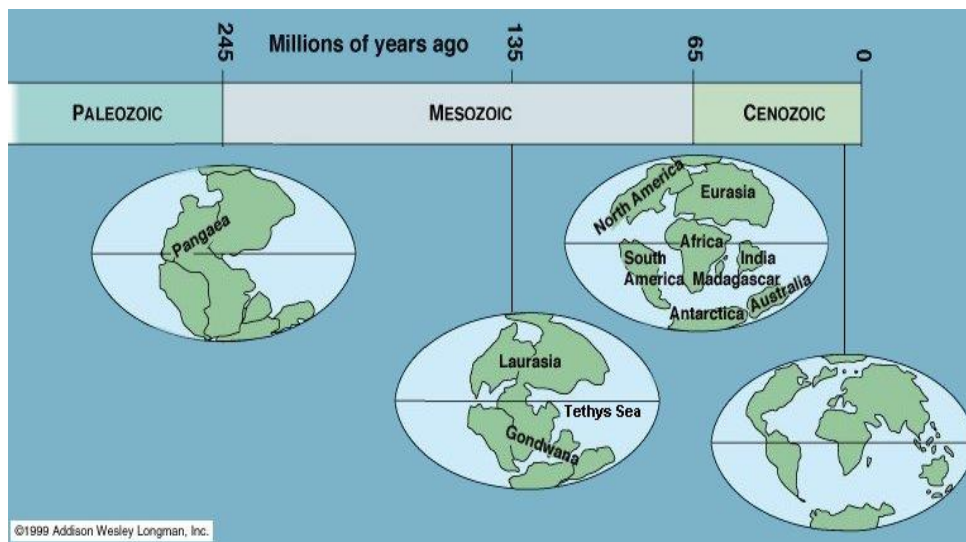 245
Millions of years ago
135
65
0
PALEOZOIC
MESOZOIC
CENOZOIC
Pangaea
North America
Eurasia
Africa
South
America
India
Madagascar
Australia
Antarctica
Laurasia
Tethys Sea
Gondwana
©1999 Addison Wesley Longman, Inc.